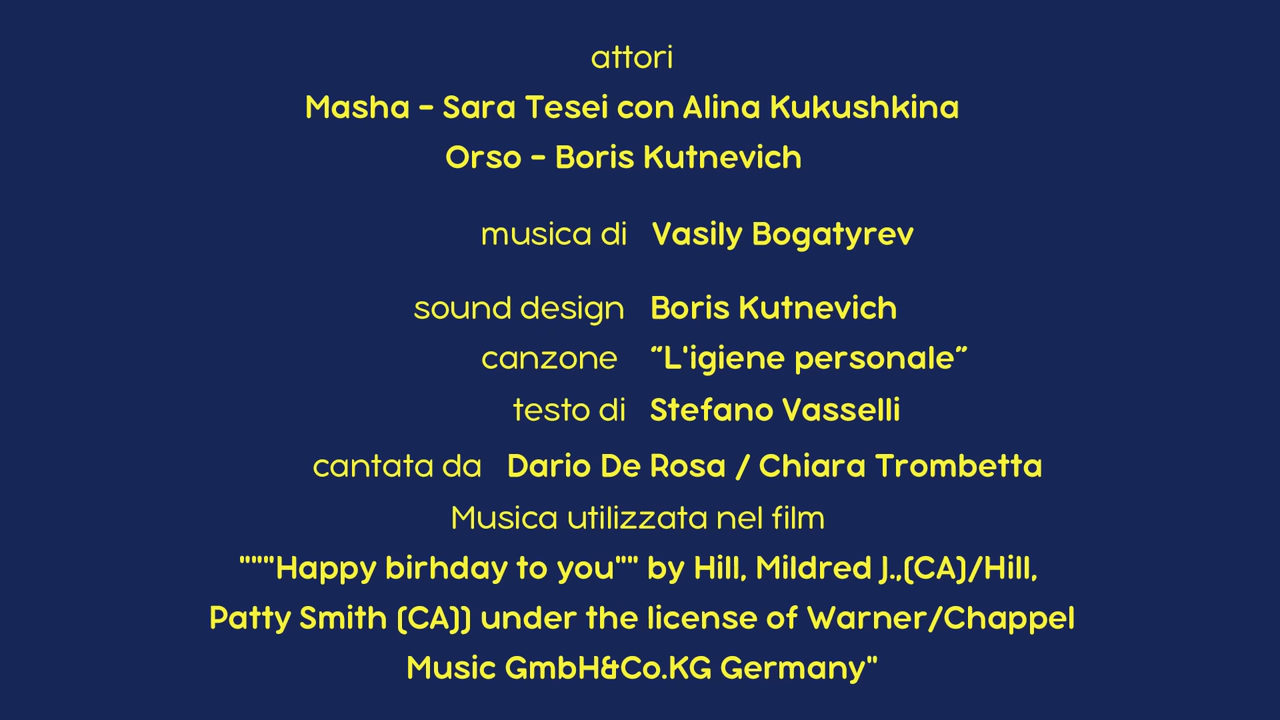 attori
Masha - Sara Tesei con Alina Kukushkina
Orso - Boris Kutnevich
musica di Vasily Bogatyrev
sound design Boris Kutnevich
canzone “L'igiene personale”
testo di Stefano Vasselli
cantata da Dario De Rosa / Chiara Trombetta
Musica utilizzata nel film
""""Happy birhday to you"""" by Hill, Mildred J.,(CA)/Hill,
Patty Smith (CA)) under the license of Warner/Chappel
Music GmbH&Co.KG Germany"